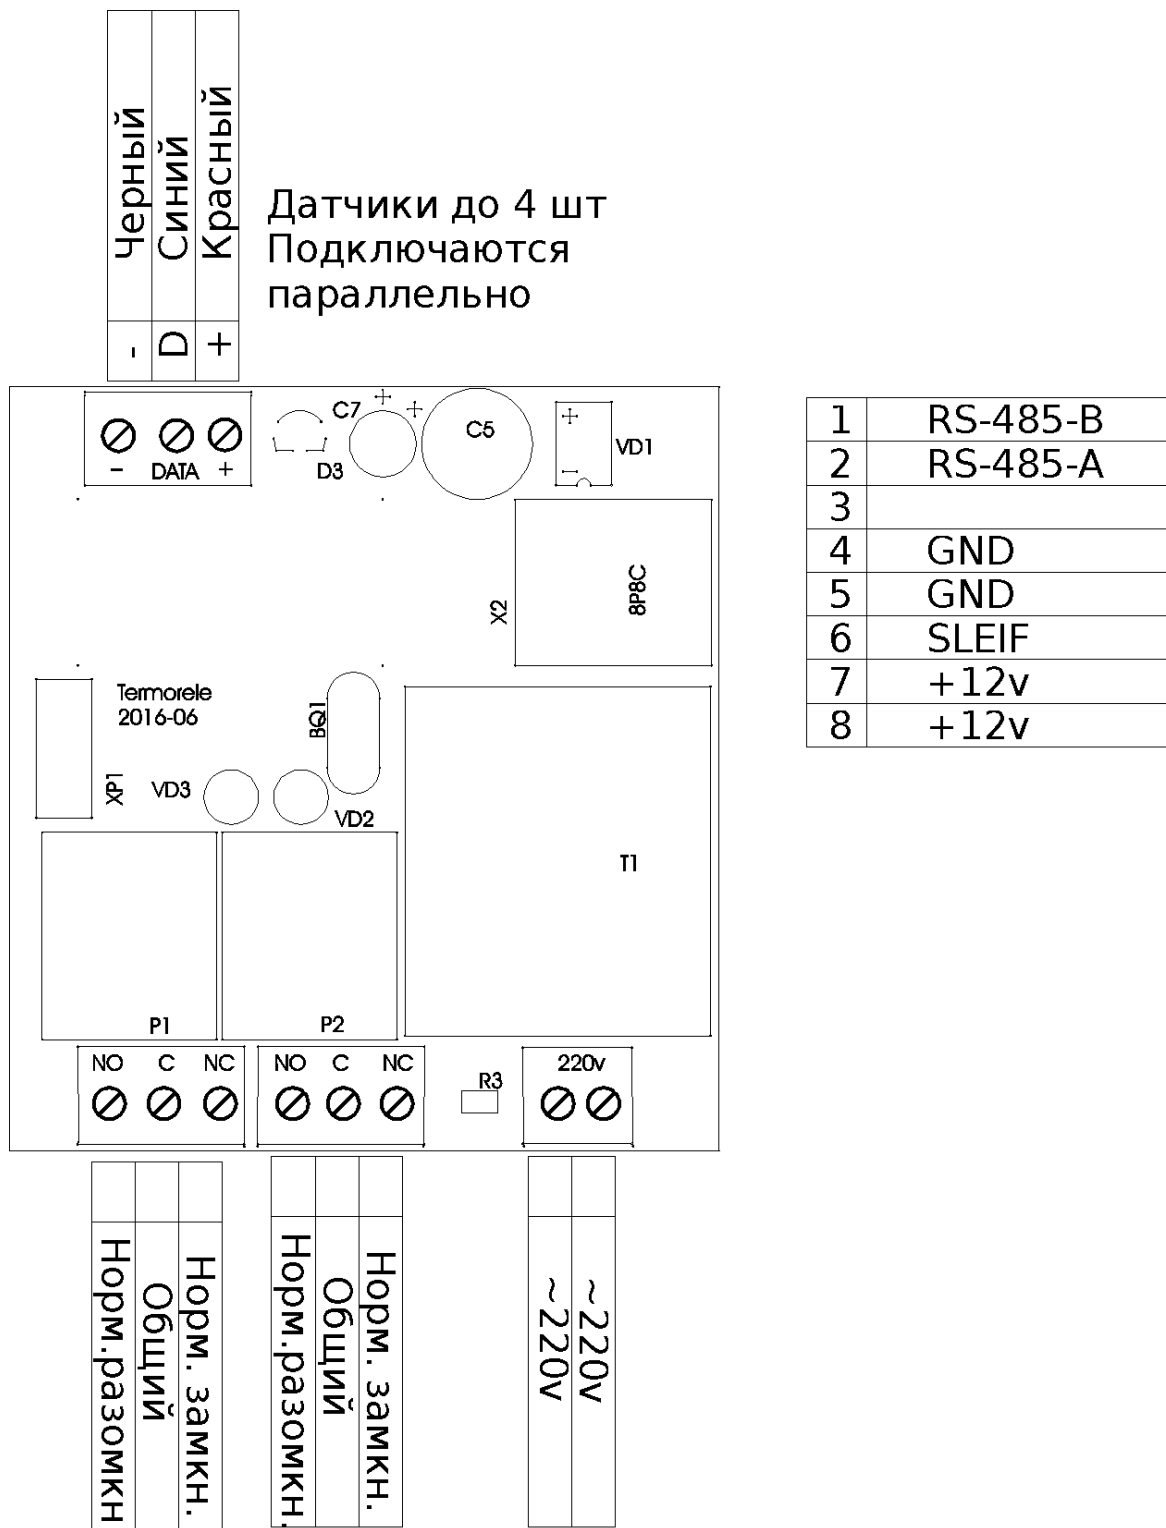 Черный
Синий
Красный
-
D
+
Датчики до 4 шт
Подключаются
параллельно
- DATA +
C7
D3
C5
VD1
1 RS-485-B
2 RS-485-A
3
4 GND
5 GND
6 SLEIF
7 +12v
8 +12v
X2
8P8C
Termorele
2016-06
BQ1
XP1
VD3
VD2
T1
P1
P2
NO C NC
NO C NC
R3
220v
Норм.разомкн
Общий
Норм. замкн.
Норм.разомкн.
Общий
Норм. замкн.
~220v
~220v